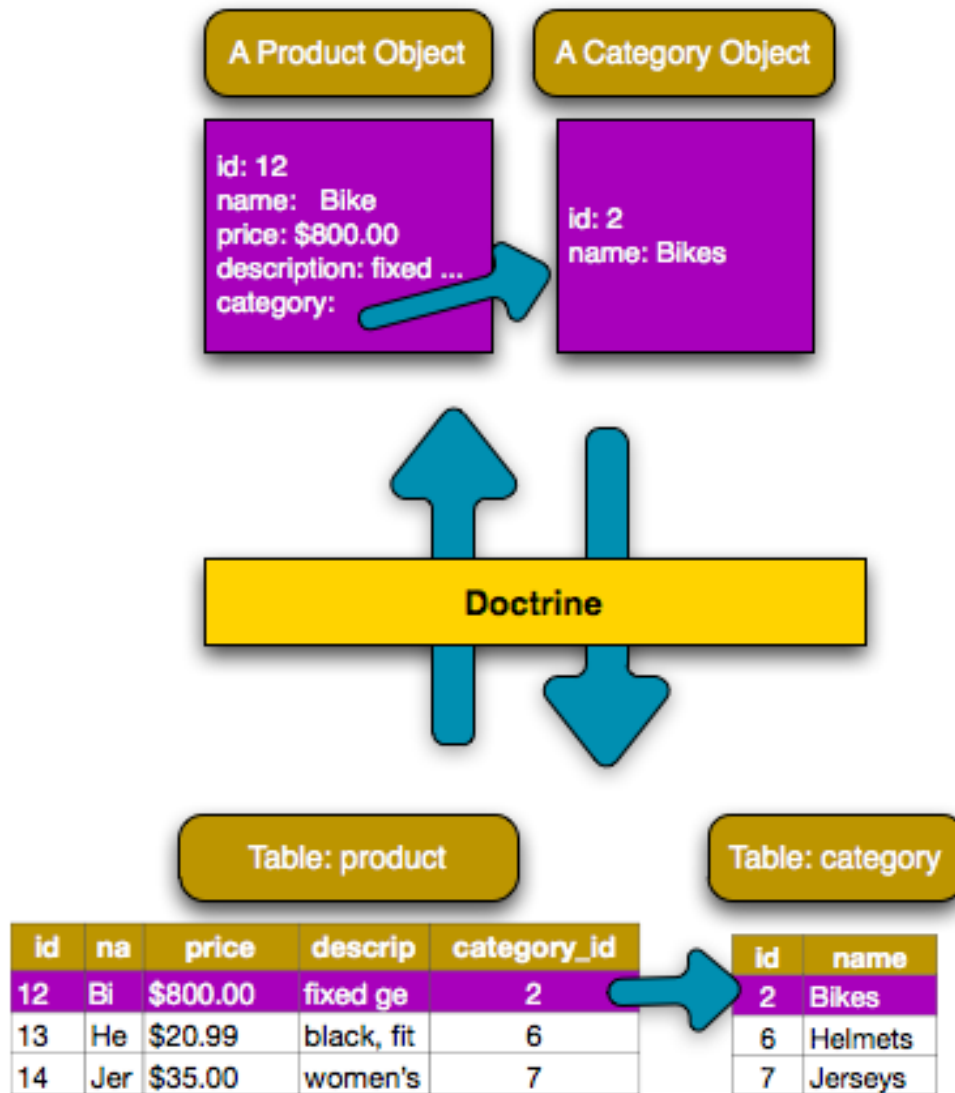 A Product Object
A Category Object
id: 12
name: Bike
price: $800.00
description: fixed ...
category:
id: 2
name: Bikes
Doctrine
Table: product
Table: category
id na price descrip category_id
12 Bi $800.00 fixed ge 2
13 He $20.99 black, fit 6
14 Jer $35.00 women's 7
id name
2 Bikes
6 Helmets
7 Jerseys